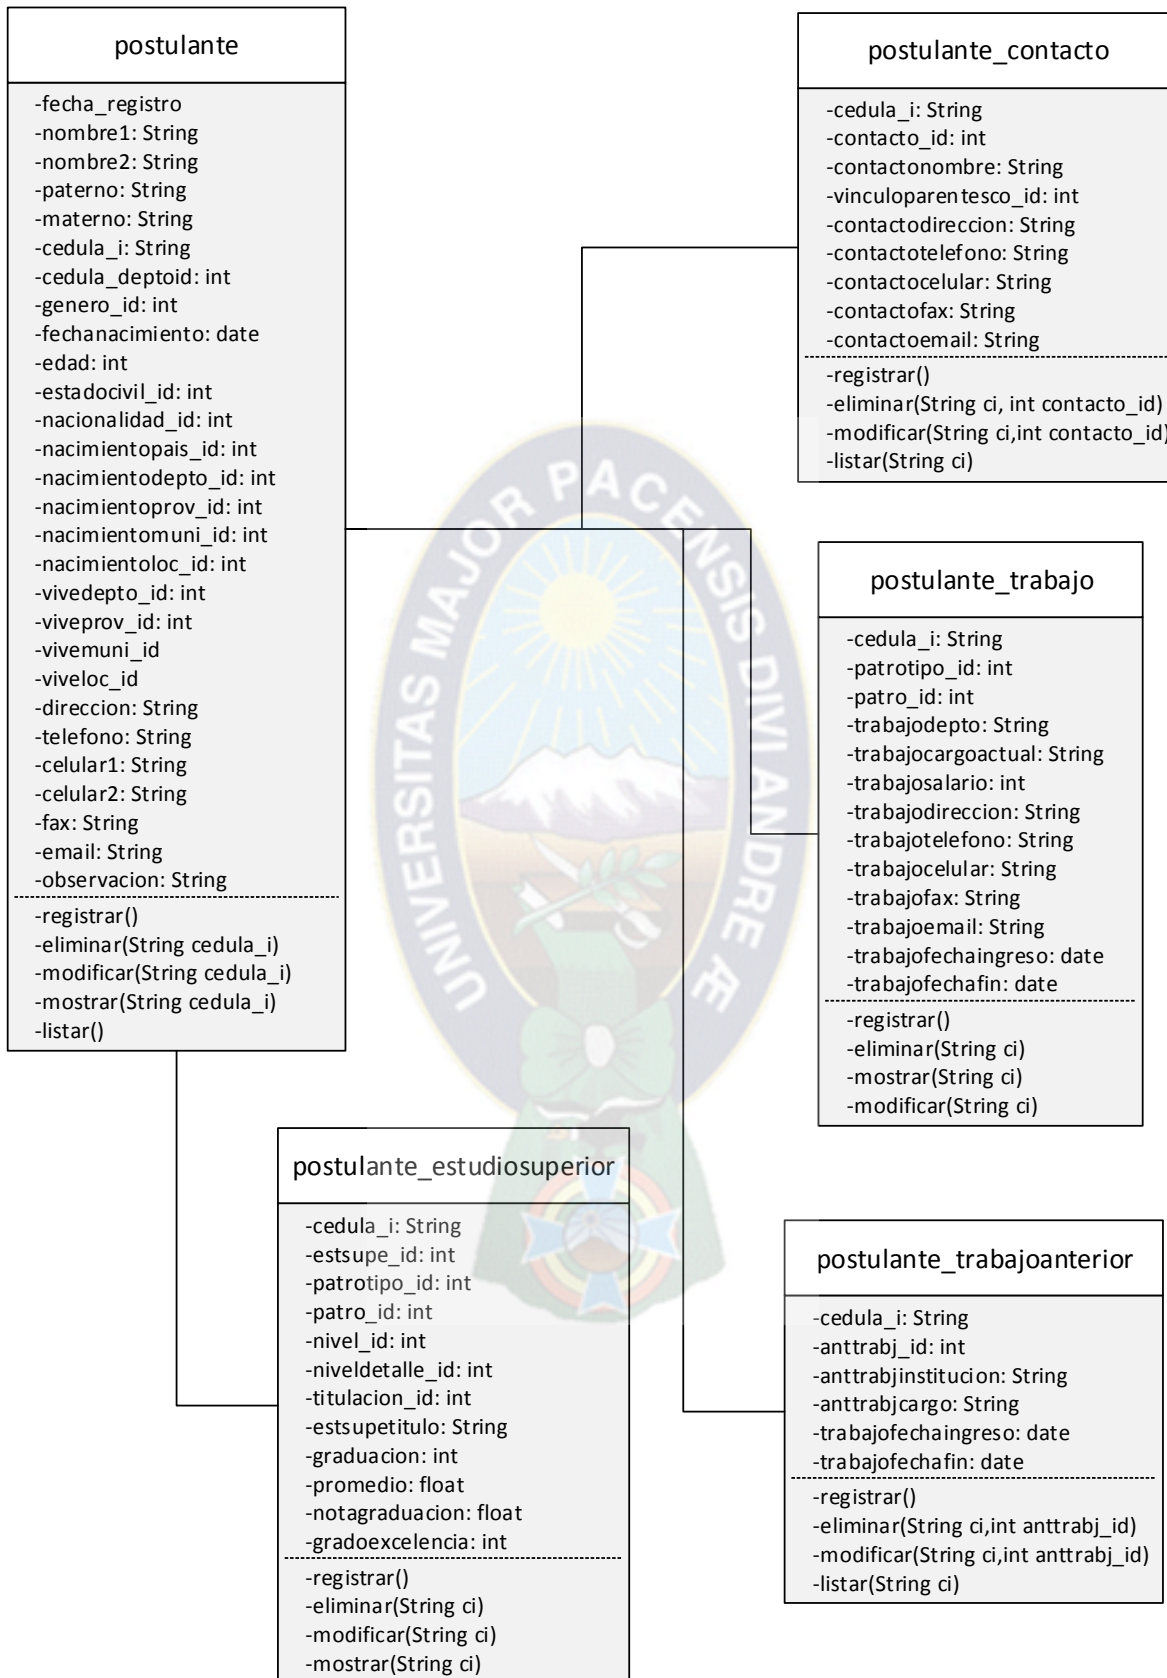 postulante
-fecha_registro
-nombre1: String
-nombre2: String
-paterno: String
-materno: String
-cedula_i: String
-cedula_deptoid: int
-genero_id: int
-fechanacimiento: date
-edad: int
-estadocivil_id: int
-nacionalidad_id: int
-nacimientopais_id: int
-nacimientodepto_id: int
-nacimientoprov_id: int
-nacimientomuni_id: int
-nacimientoloc_id: int
-vivedepto_id: int
-viveprov_id: int
-vivemuni_id
-viveloc_id
-direccion: String
-telefono: String
-celular1: String
-celular2: String
-fax: String
-email: String
-observacion: String
-registrar()
-eliminar(String cedula_i)
-modificar(String cedula_i)
-mostrar(String cedula_i)
-listar()
postulante_contacto
-cedula_i: String
-contacto_id: int
-contactonombre: String
-vinculoparentesco_id: int
-contactodireccion: String
-contactotelefono: String
-contactocelular: String
-contactofax: String
-contactoemail: String
-registrar()
-eliminar(String ci, int contacto_id)
-modificar(String ci,int contacto_id)
-listar(String ci)
postulante_trabajo
-cedula_i: String
-patrotipo_id: int
-patro_id: int
-trabajodepto: String
-trabajocargoactual: String
-trabajosalario: int
-trabajodireccion: String
-trabajotelefono: String
-trabajocelular: String
-trabajofax: String
-trabajoemail: String
-trabajofechaingreso: date
-trabajofechafin: date
-registrar()
-eliminar(String ci)
-mostrar(String ci)
-modificar(String ci)
postulante_estudiosuperior
-cedula_i: String
-estsupe_id: int
-patrotipo_id: int
-patro_id: int
-nivel_id: int
-niveldetalle_id: int
-titulacion_id: int
-estsupetitulo: String
-graduacion: int
-promedio: float
-notagraduacion: float
-gradoexcelencia: int
-registrar()
-eliminar(String ci)
-modificar(String ci)
-mostrar(String ci)
postulante_trabajoanterior
-cedula_i: String
-anttrabj_id: int
-anttrabjinstitucion: String
-anttrabjcargo: String
-trabajofechaingreso: date
-trabajofechafin: date
-registrar()
-eliminar(String ci,int anttrabj_id)
-modificar(String ci,int anttrabj_id)
-listar(String ci)
UNIVERSITAS MAJOR PACENSIS DIVI ANDRE Æ